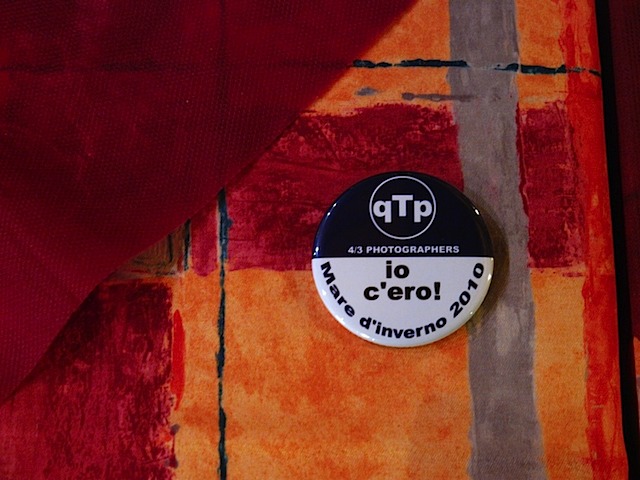 qTp
4/3 PHOTOGRAPHERS
io
c'ero!
Mare d'inverno 2010